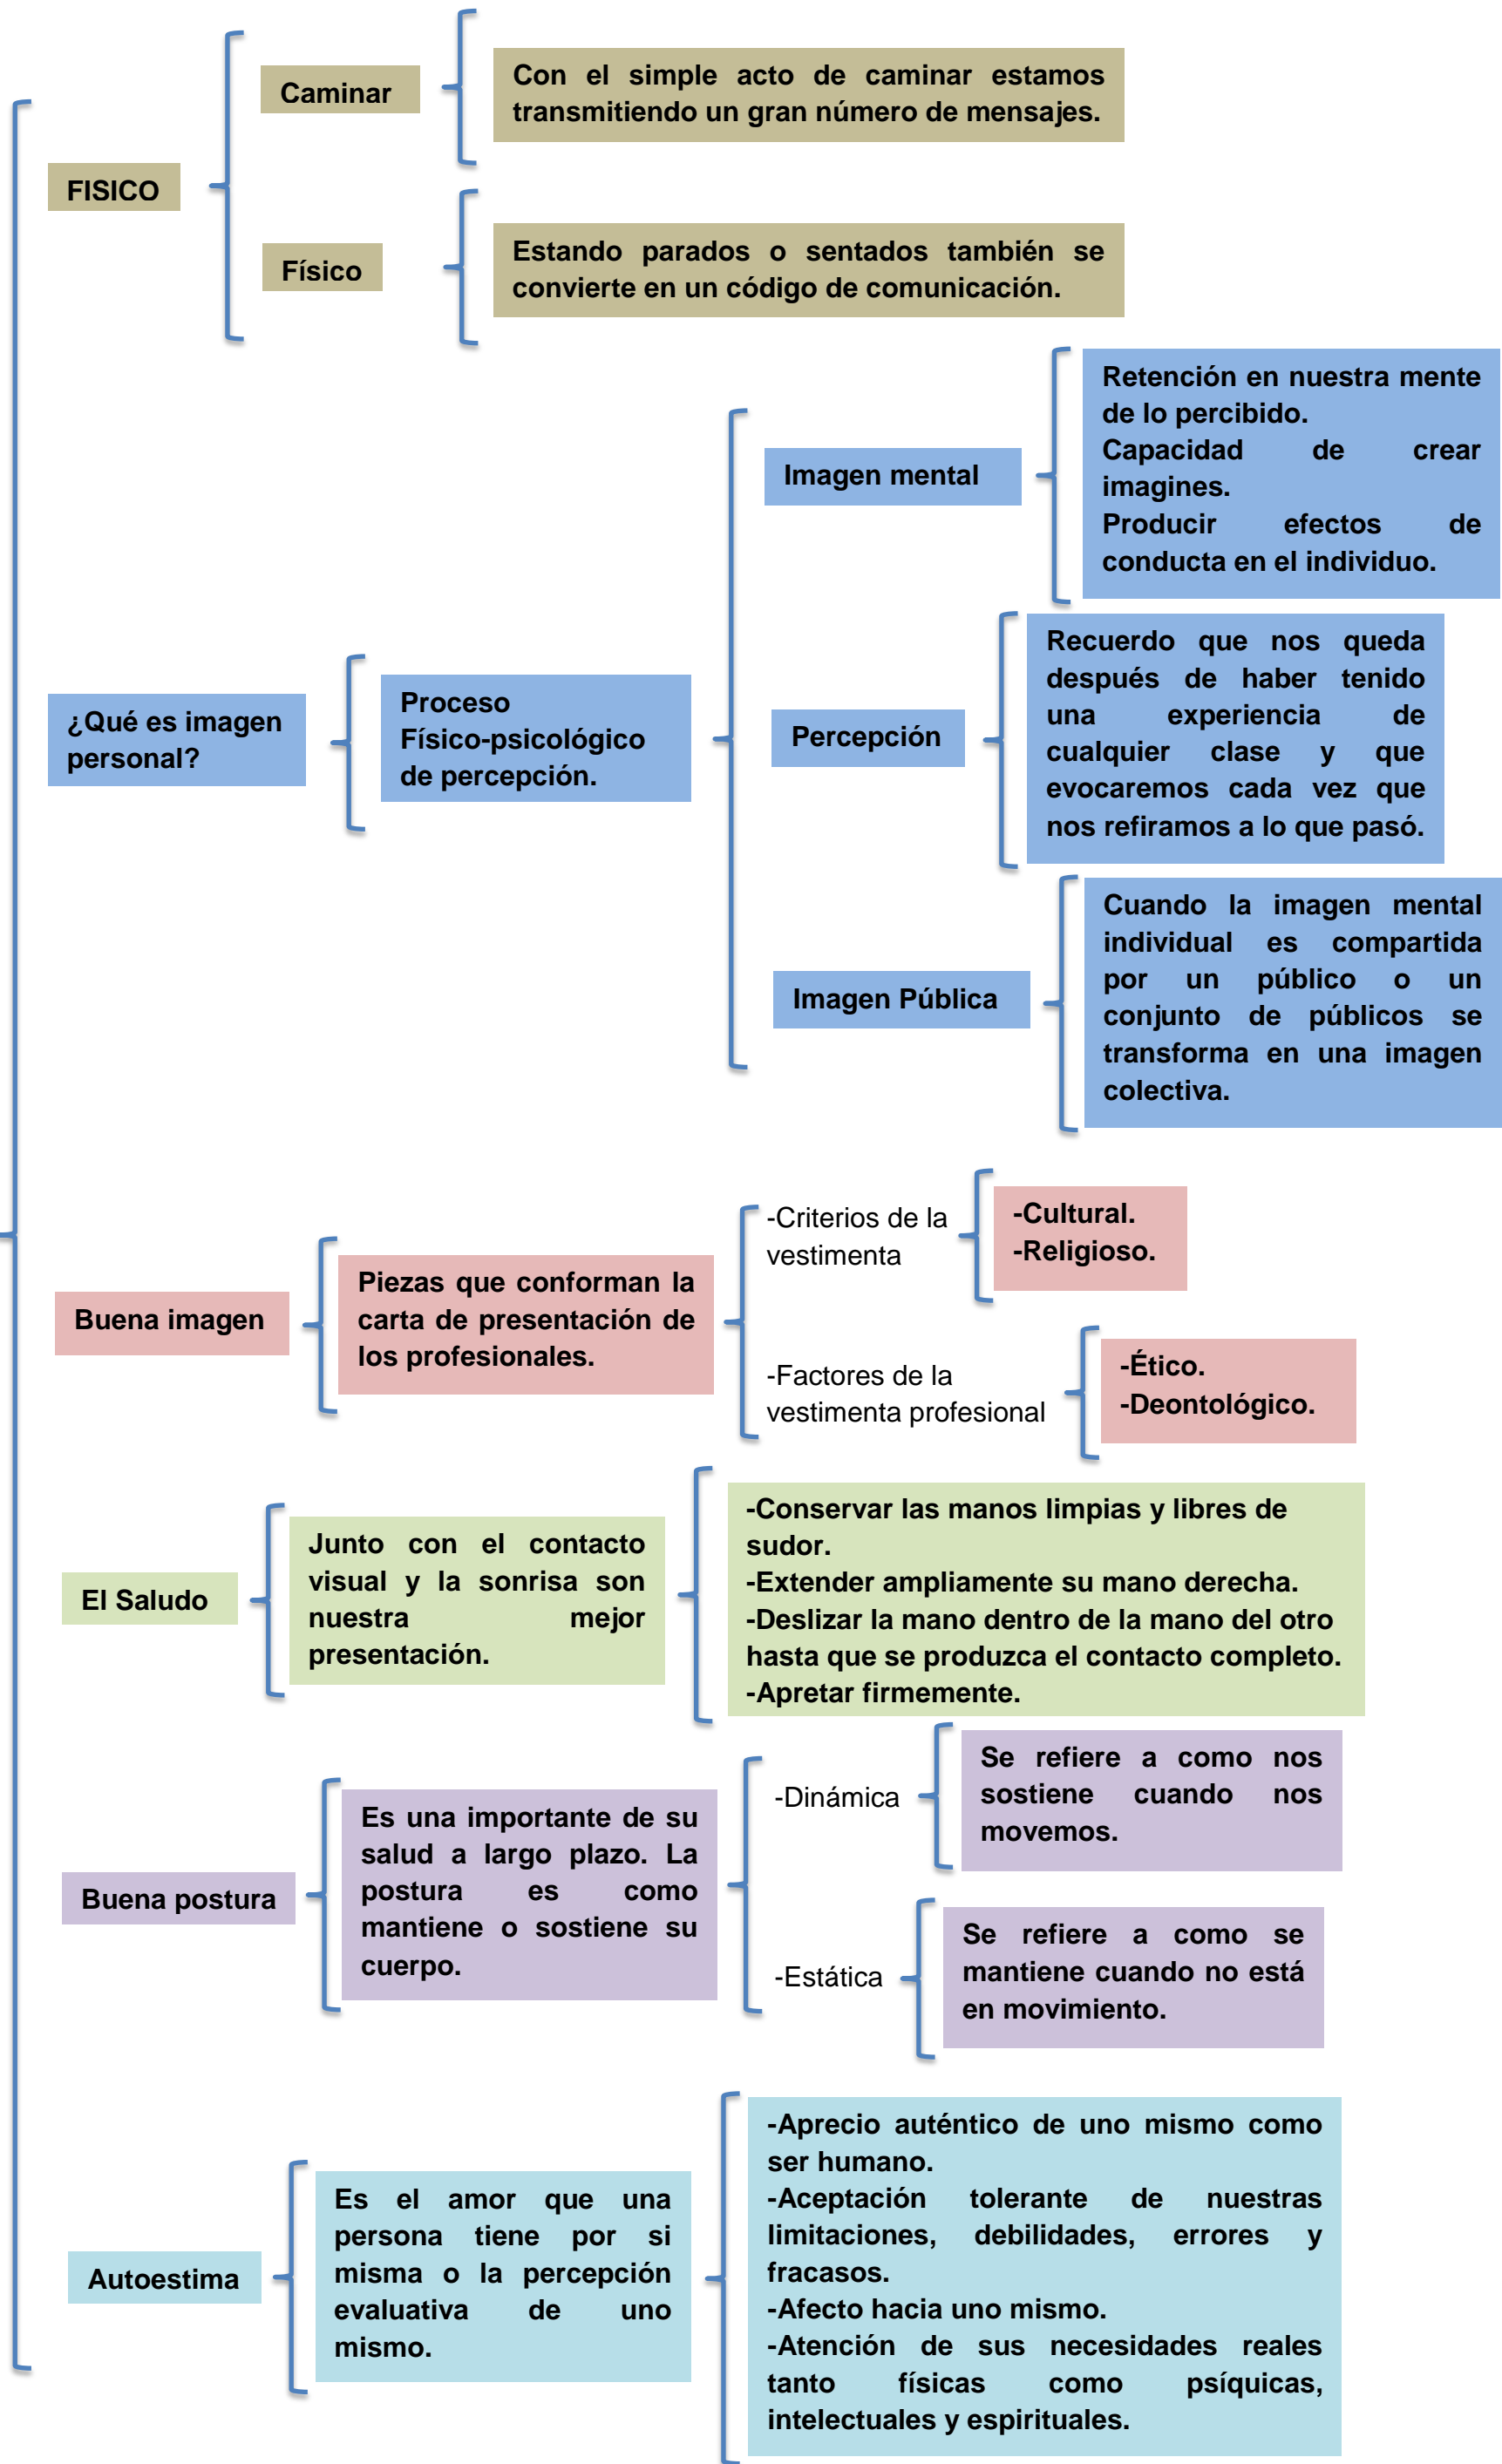 FISICO
Caminar
Con el simple acto de caminar estamos
transmitiendo un gran número de mensajes.
Físico
Estando parados o sentados también se
convierte en un código de comunicación.
¿Qué es imagen
personal?
Proceso
Físico-psicológico
de percepción.
Imagen mental
Retención en nuestra mente
de lo percibido.
Capacidad de crear
imagines.
Producir efectos de
conducta en el individuo.
Percepción
Recuerdo que nos queda
después de haber tenido
una experiencia de
cualquier clase y que
evocaremos cada vez que
nos refiramos a lo que pasó.
Imagen Pública
Cuando la imagen mental
individual es compartida
por un público o un
conjunto de públicos se
transforma en una imagen
colectiva.
Buena imagen
Piezas que conforman la
carta de presentación de
los profesionales.
-Criterios de la
vestimenta
-Cultural.
-Religioso.
-Factores de la
vestimenta profesional
-Ético.
-Deontológico.
El Saludo
Junto con el contacto
visual y la sonrisa son
nuestra mejor
presentación.
-Conservar las manos limpias y libres de
sudor.
-Extender ampliamente su mano derecha.
-Deslizar la mano dentro de la mano del otro
hasta que se produzca el contacto completo.
-Apretar firmemente.
Buena postura
Es una importante de su
salud a largo plazo. La
postura es como
mantiene o sostiene su
cuerpo.
-Dinámica
Se refiere a como nos
sostiene cuando nos
movemos.
-Estática
Se refiere a como se
mantiene cuando no está
en movimiento.
Autoestima
Es el amor que una
persona tiene por si
misma o la percepción
evaluativa de uno
mismo.
-Aprecio auténtico de uno mismo como
ser humano.
-Aceptación tolerante de nuestras
limitaciones, debilidades, errores y
fracasos.
-Afecto hacia uno mismo.
-Atención de sus necesidades reales
tanto físicas como psíquicas,
intelectuales y espirituales.